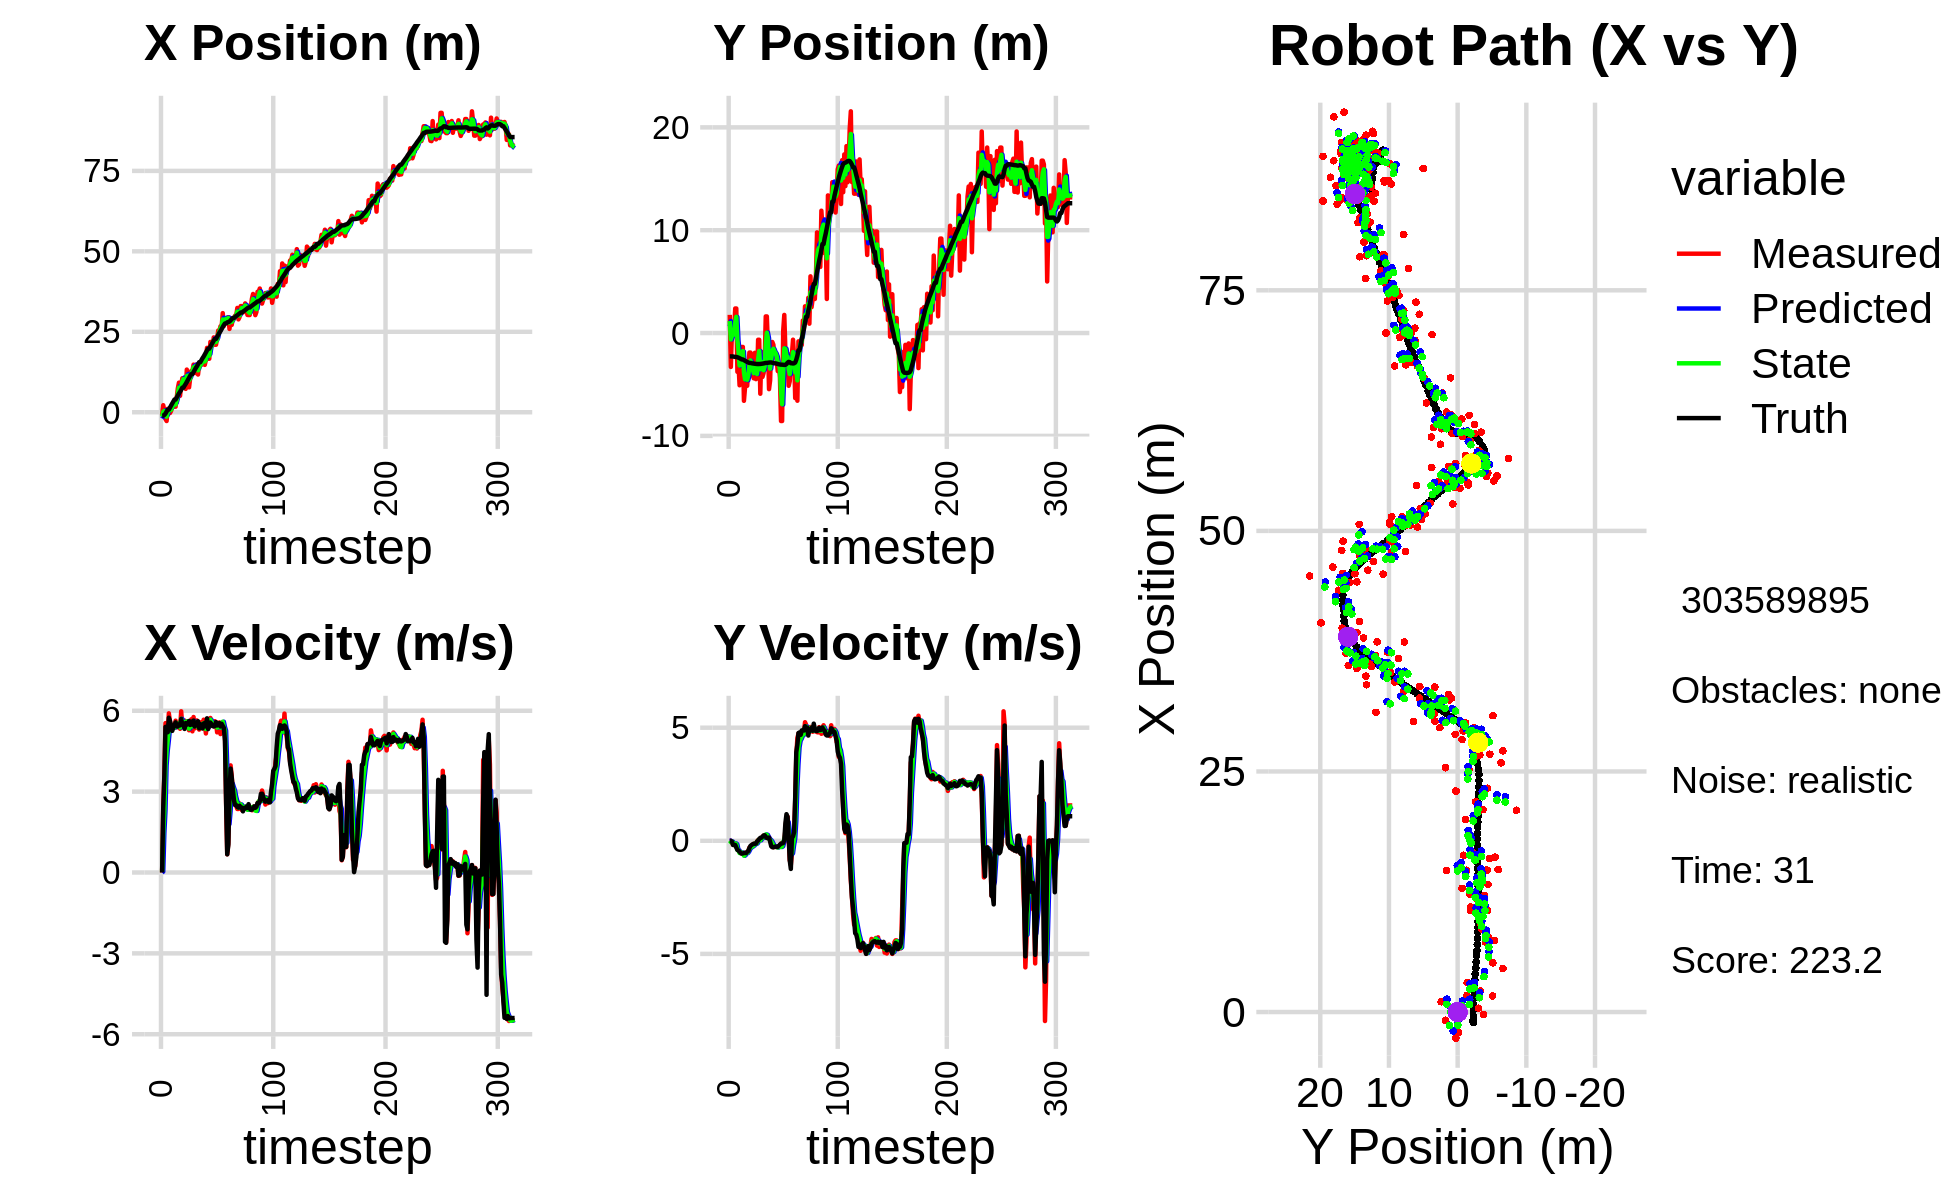 X Position (m)
75
50
25
0
0
100
200
300
timestep
Y Position (m)
20
10
0
-10
0
100
200
300
timestep
X Velocity (m/s)
6
3
0
-3
-6
0
100
200
300
timestep
Y Velocity (m/s)
5
0
-5
0
100
200
300
timestep
Robot Path (X vs Y)
X Position (m)
75
50
25
0
20 10 0 -10 -20
Y Position (m)
variable
Measured
Predicted
State
Truth
303589895
Obstacles: none
Noise: realistic
Time: 31
Score: 223.2